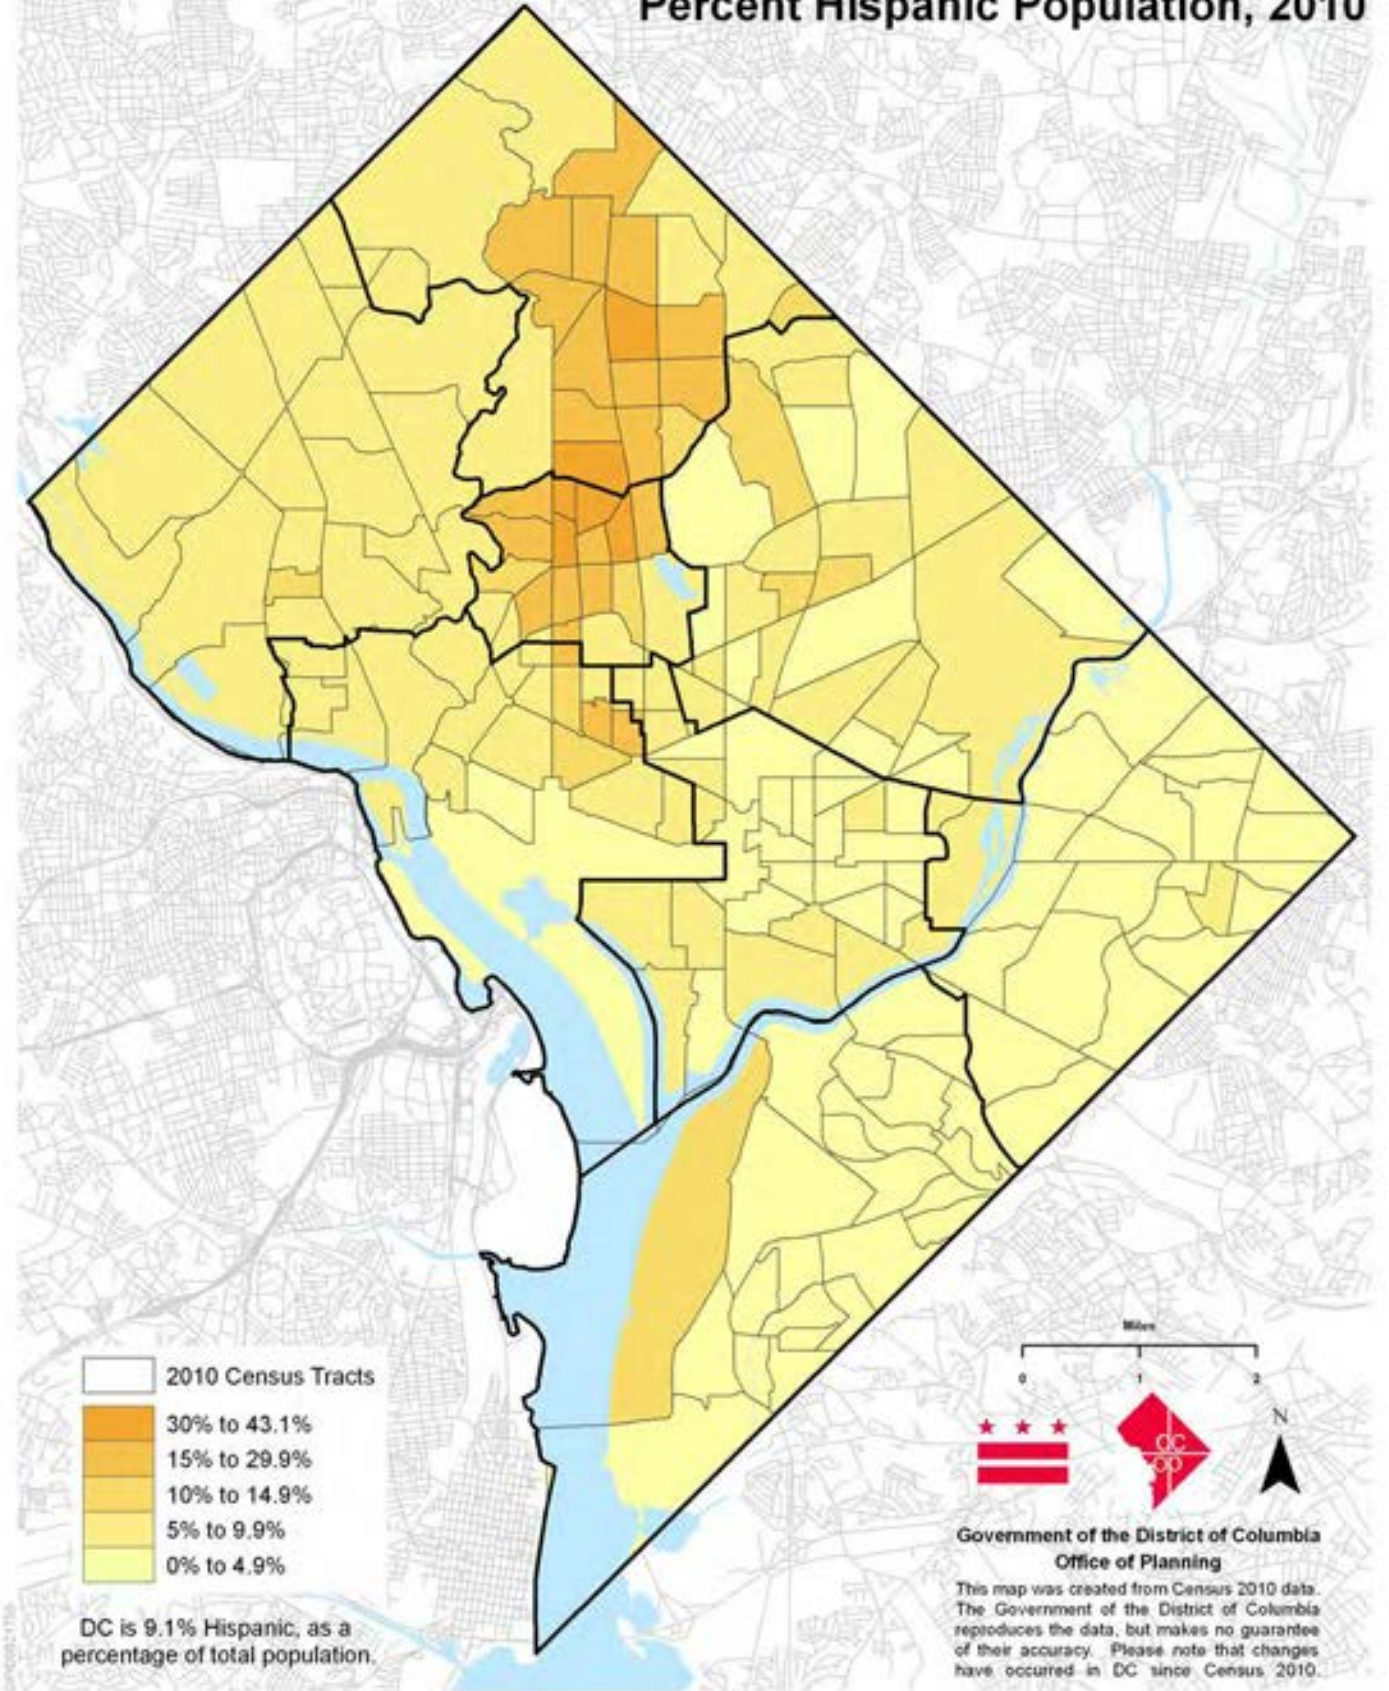 Percent Hispanic Population, 2010
2010 Census Tracts
30% to 43.1%
15% to 29.9%
10% to 14.9%
5% to 9.9%
0% to 4.9%
DC is 9.1% Hispanic, as a
percentage of total population.
Miles
0 1 2
N
dc
op
Government of the District of Columbia
Office of Planning
This map was created from Census 2010 data.
The Government of the District of Columbia
reproduces the data, but makes no guarantee
of their accuracy. Please note that changes
have occurred in DC since Census 2010.